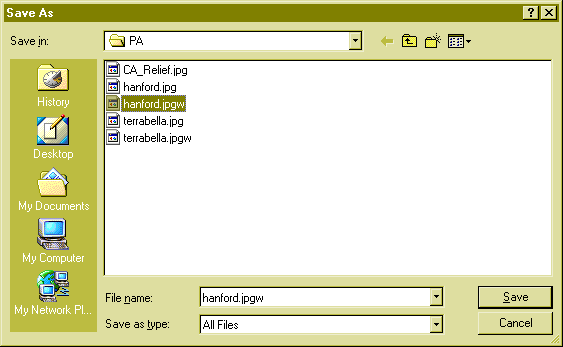 Save As
Save in:
PA
History
Desktop
My Documents
My Computer
My Network Pl...
CA_Relief.jpg
hanford.jpg
hanford.jpgw
terrabella.jpg
terrabella.jpgw
File name:
hanford.jpgw
Save
Save as type:
All Files
Cancel